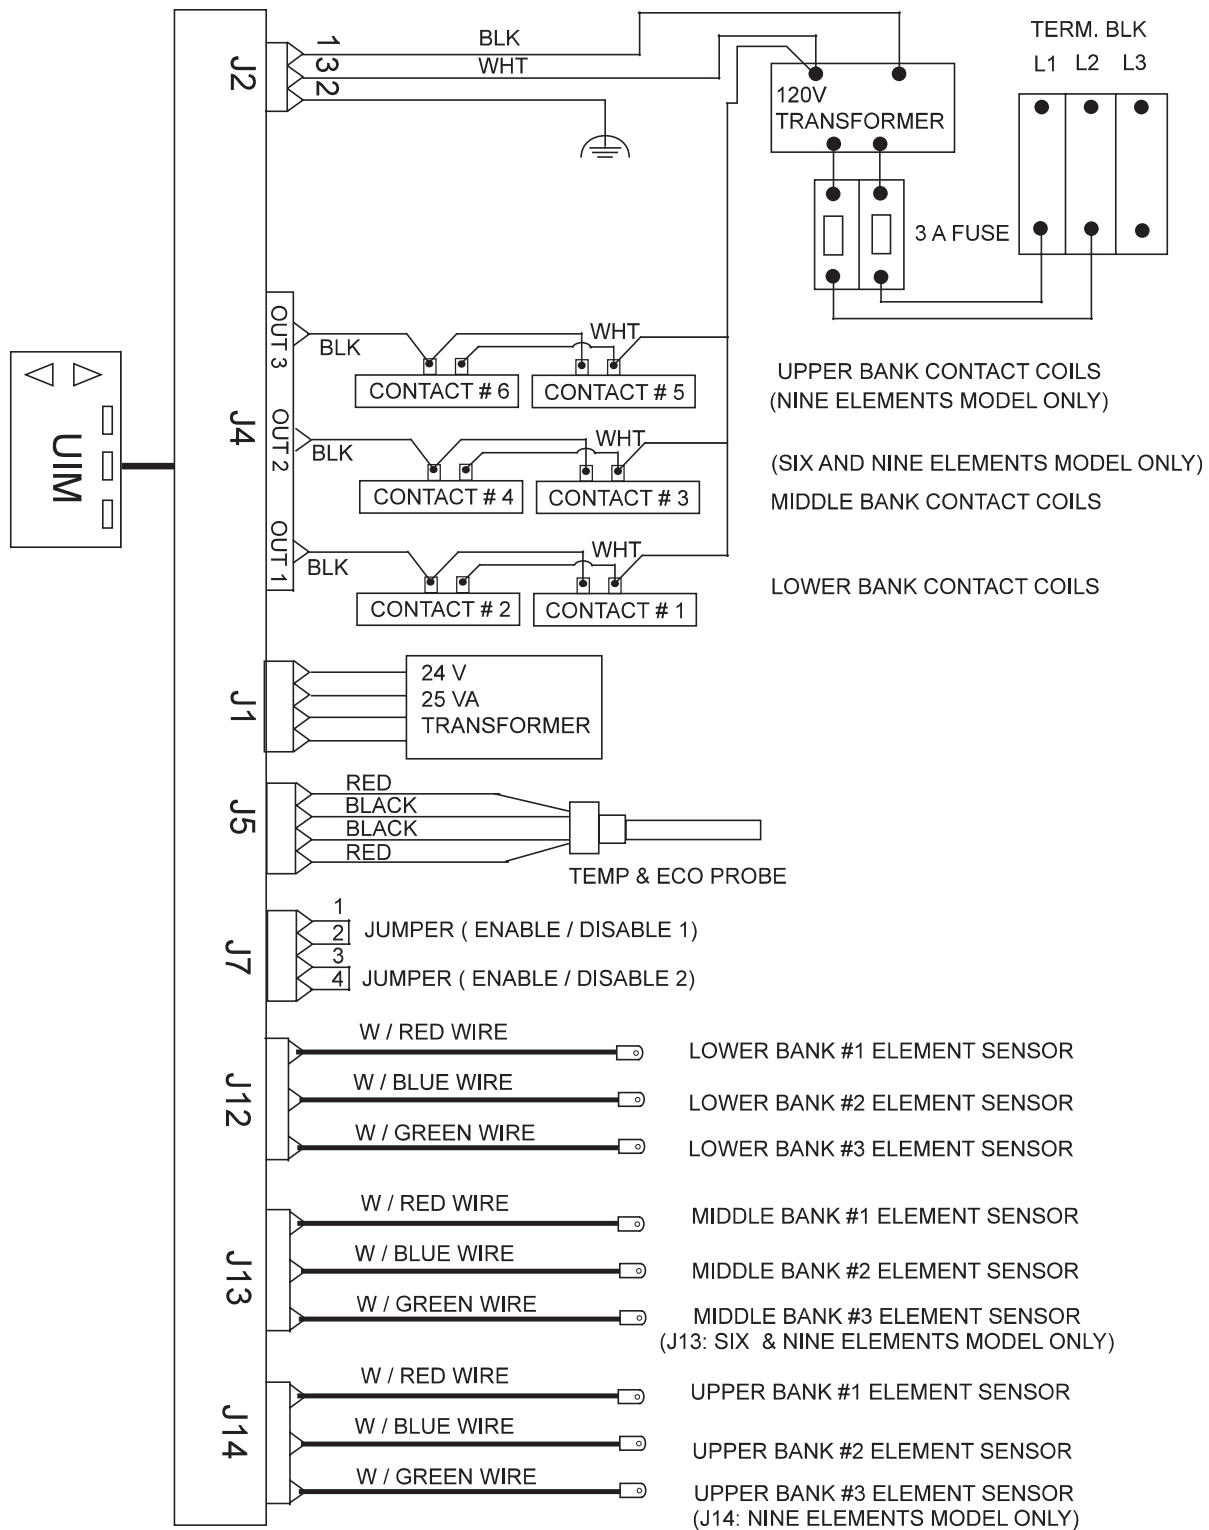 TERM. BLK
L1 L2 L3
J2
1
3
2
BLK
WHT
120V
TRANSFORMER
3 A FUSE
UIM
J4
OUT 3
BLK
WHT
CONTACT # 6
CONTACT # 5
UPPER BANK CONTACT COILS
(NINE ELEMENTS MODEL ONLY)
OUT 2
BLK
WHT
CONTACT # 4
CONTACT # 3
(SIX AND NINE ELEMENTS MODEL ONLY)
MIDDLE BANK CONTACT COILS
OUT 1
BLK
WHT
CONTACT # 2
CONTACT # 1
LOWER BANK CONTACT COILS
J1
24 V
25 VA
TRANSFORMER
J5
RED
BLACK
BLACK
RED
TEMP & ECO PROBE
J7
1
2
JUMPER ( ENABLE / DISABLE 1)
3
4
JUMPER ( ENABLE / DISABLE 2)
J12
W / RED WIRE
LOWER BANK #1 ELEMENT SENSOR
W / BLUE WIRE
LOWER BANK #2 ELEMENT SENSOR
W / GREEN WIRE
LOWER BANK #3 ELEMENT SENSOR
J13
W / RED WIRE
MIDDLE BANK #1 ELEMENT SENSOR
W / BLUE WIRE
MIDDLE BANK #2 ELEMENT SENSOR
W / GREEN WIRE
MIDDLE BANK #3 ELEMENT SENSOR
(J13: SIX & NINE ELEMENTS MODEL ONLY)
J14
W / RED WIRE
UPPER BANK #1 ELEMENT SENSOR
W / BLUE WIRE
UPPER BANK #2 ELEMENT SENSOR
W / GREEN WIRE
UPPER BANK #3 ELEMENT SENSOR
(J14: NINE ELEMENTS MODEL ONLY)